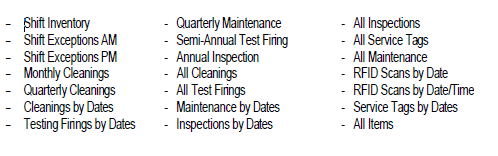 - Shift Inventory
- Shift Exceptions AM
- Shift Exceptions PM
- Monthly Cleanings
- Quarterly Cleanings
- Cleanings by Dates
- Testing Firings by Dates
- Quarterly Maintenance
- Semi-Annual Test Firing
- Annual Inspection
- All Cleanings
- All Test Firings
- Maintenance by Dates
- Inspections by Dates
- All Inspections
- All Service Tags
- All Maintenance
- RFID Scans by Date
- RFID Scans by Date/Time
- Service Tags by Dates
- All Items